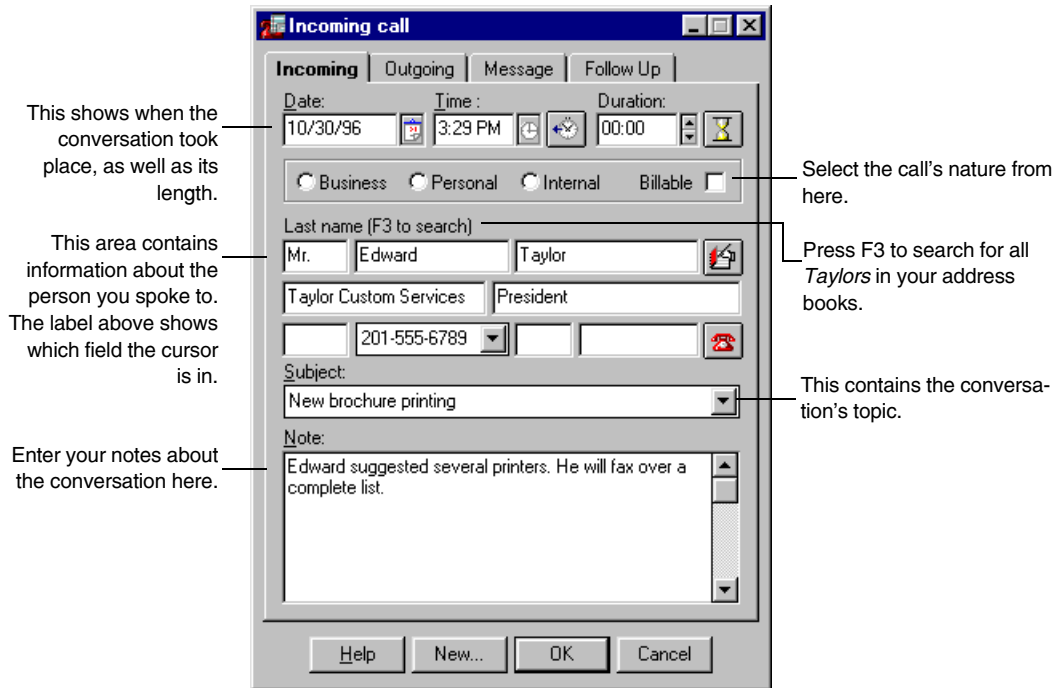 Incoming call
Incoming Outgoing Message Follow Up
Date: Time : Duration:
10/30/96 3:29 PM 00:00
Business Personal Internal Billable
Last name (F3 to search)
Mr. Edward Taylor
Taylor Custom Services President
201-555-6789
Subject:
New brochure printing
Note:
Edward suggested several printers. He will fax over a
complete list.
Help New... OK Cancel
This shows when the
conversation took
place, as well as its
length.
This area contains
information about the
person you spoke to.
The label above shows
which field the cursor
is in.
Enter your notes about
the conversation here.
Select the call's nature from
here.
Press F3 to search for all
Taylors in your address
books.
This contains the conversa-
tion's topic.